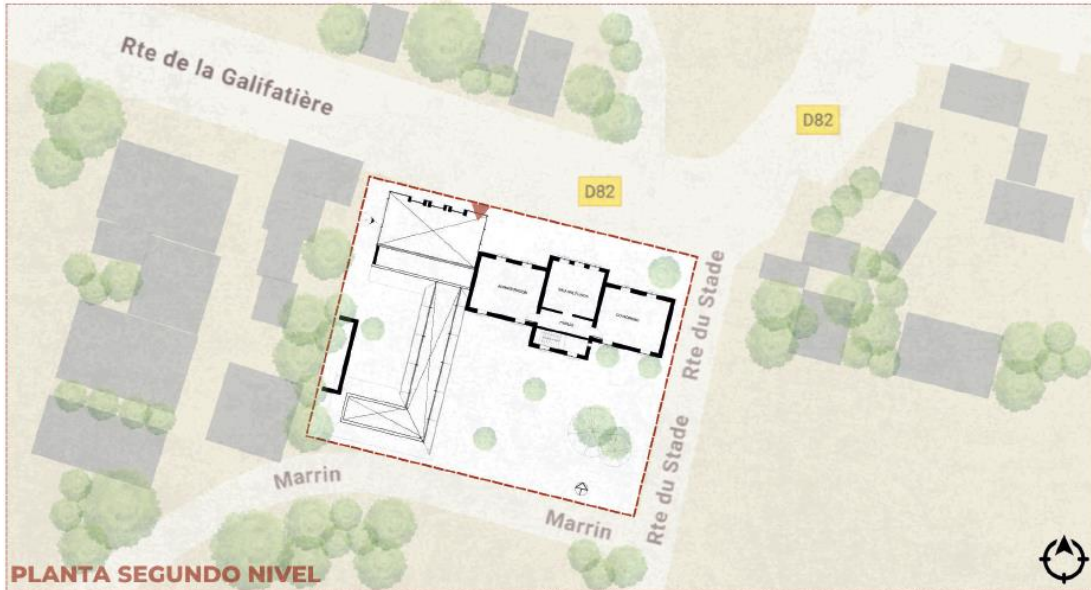 Rte de la Galifatière
D82
D82
Rte du Stade
Rte du Stade
Marrin
Marrin
PLANTA SEGUNDO NIVEL